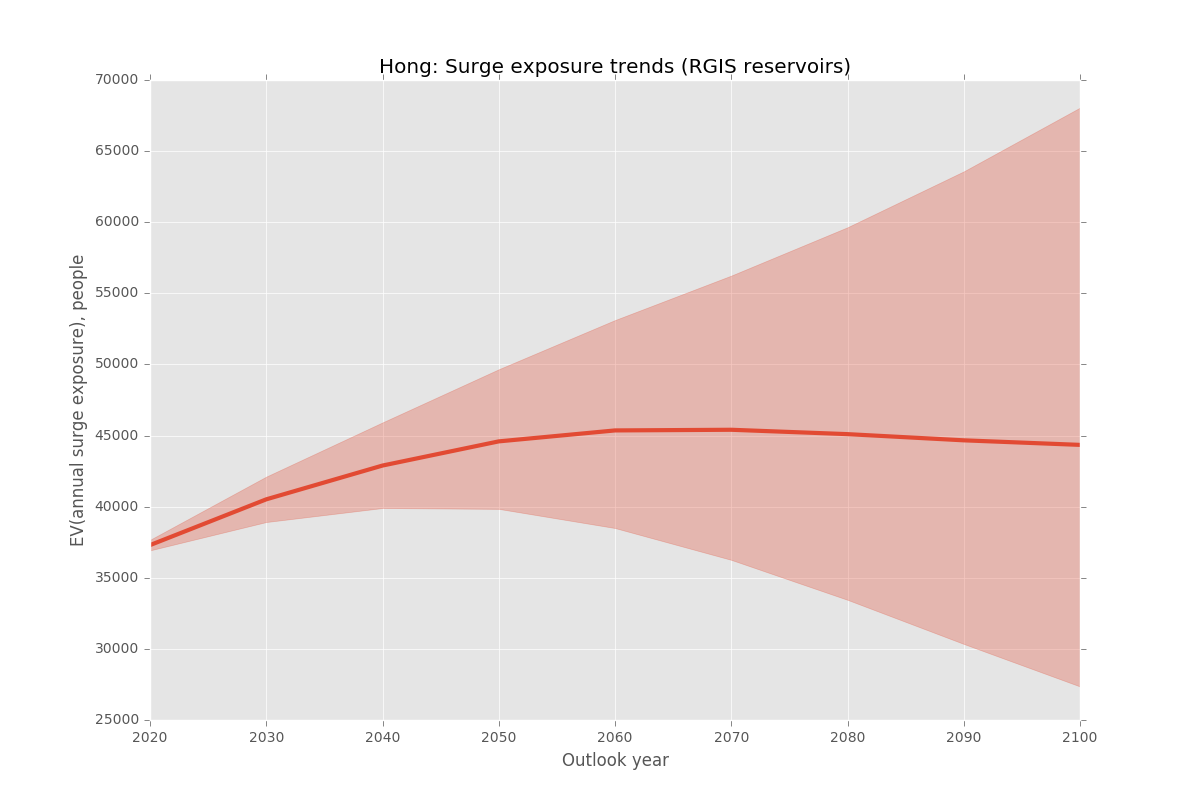 Hong: Surge exposure trends (RGIS reservoirs)
70000
65000
60000
55000
50000
45000
40000
35000
30000
25000
EV(annual surge exposure), people
2020 2030 2040 2050 2060 2070 2080 2090 2100
Outlook year